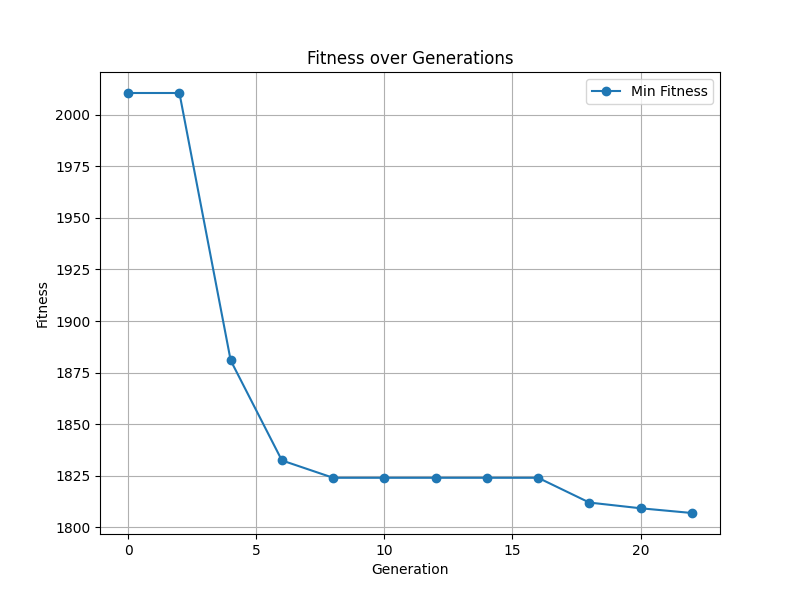 Fitness over Generations
Min Fitness
2000
1975
1950
1925
1900
1875
1850
1825
1800
Fitness
0 5 10 15 20
Generation